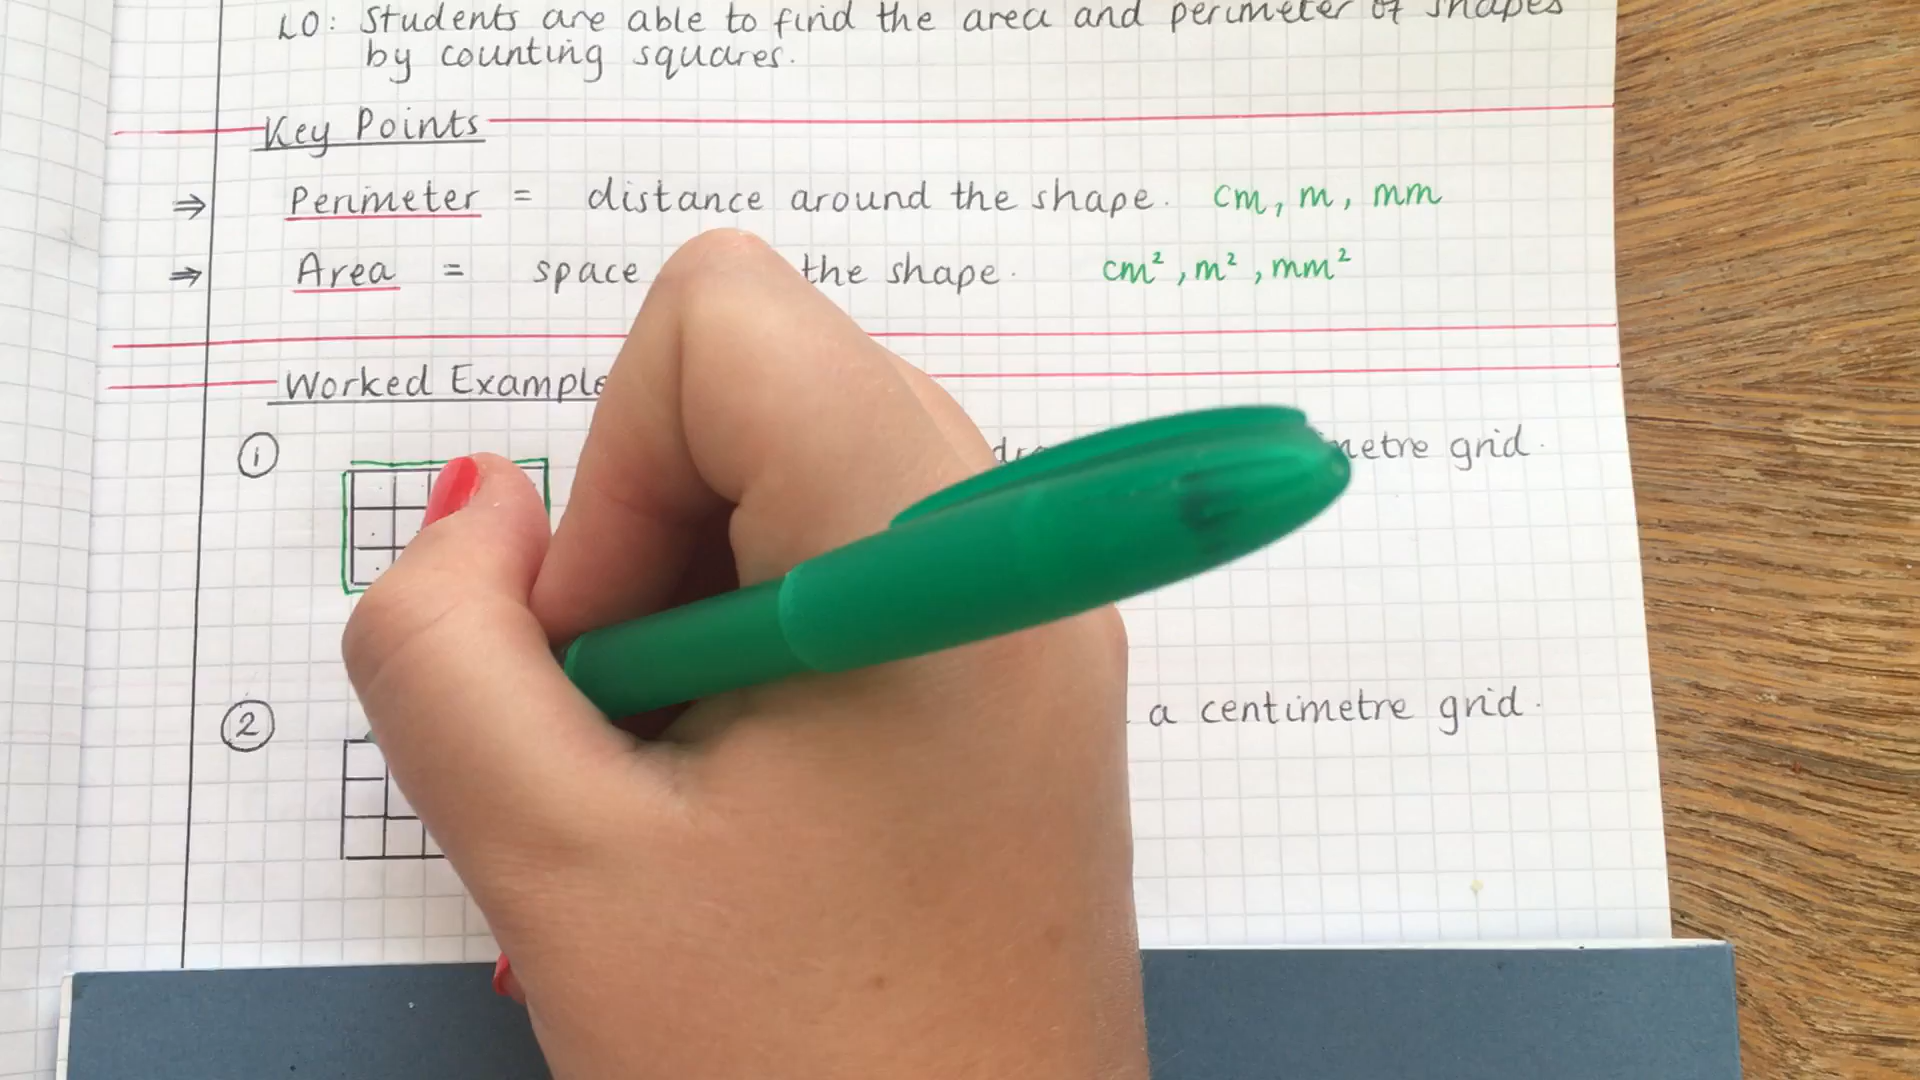 LO: Students are able to find the area and perimeter of shapes
by counting squares.
Key Points
⇒ Perimeter = distance around the shape. cm, m, mm
⇒ Area = space the shape. cm², m², mm²
Worked Example
① grid.
② a centimetre grid.